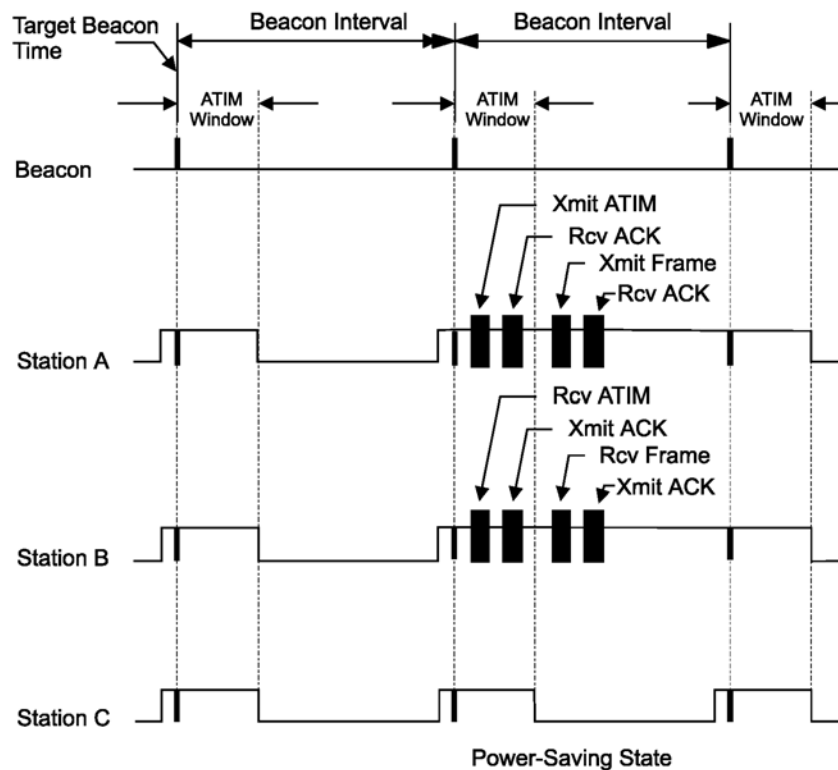 Target Beacon
Time
Beacon Interval
Beacon Interval
ATIM
Window
ATIM
Window
ATIM
Window
Beacon
Xmit ATIM
Rcv ACK
Xmit Frame
Rcv ACK
Station A
Rcv ATIM
Xmit ACK
Rcv Frame
Xmit ACK
Station B
Station C
Power-Saving State